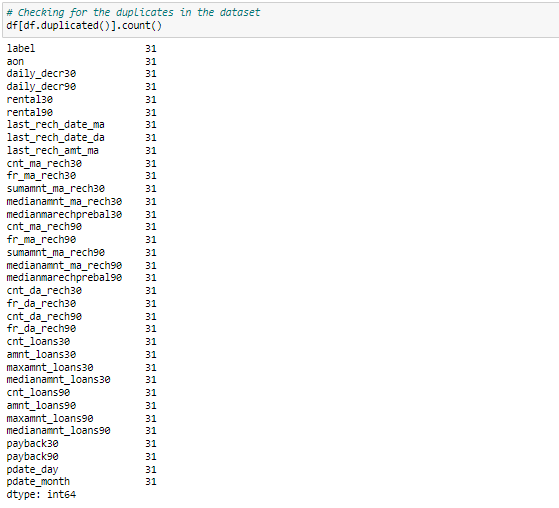 # Checking for the duplicates in the dataset
df[df.duplicated()].count()
label 31
aon 31
daily_decr30 31
daily_decr90 31
rental30 31
rental90 31
last_rech_date_ma 31
last_rech_date_da 31
last_rech_amt_ma 31
cnt_ma_rech30 31
fr_ma_rech30 31
sumamnt_ma_rech30 31
medianamnt_ma_rech30 31
medianmarechprebal30 31
cnt_ma_rech90 31
fr_ma_rech90 31
sumamnt_ma_rech90 31
medianamnt_ma_rech90 31
medianmarechprebal90 31
cnt_da_rech30 31
fr_da_rech30 31
cnt_da_rech90 31
fr_da_rech90 31
cnt_loans30 31
amnt_loans30 31
maxamnt_loans30 31
medianamnt_loans30 31
cnt_loans90 31
amnt_loans90 31
maxamnt_loans90 31
medianamnt_loans90 31
payback30 31
payback90 31
pdate_day 31
pdate_month 31
dtype: int64